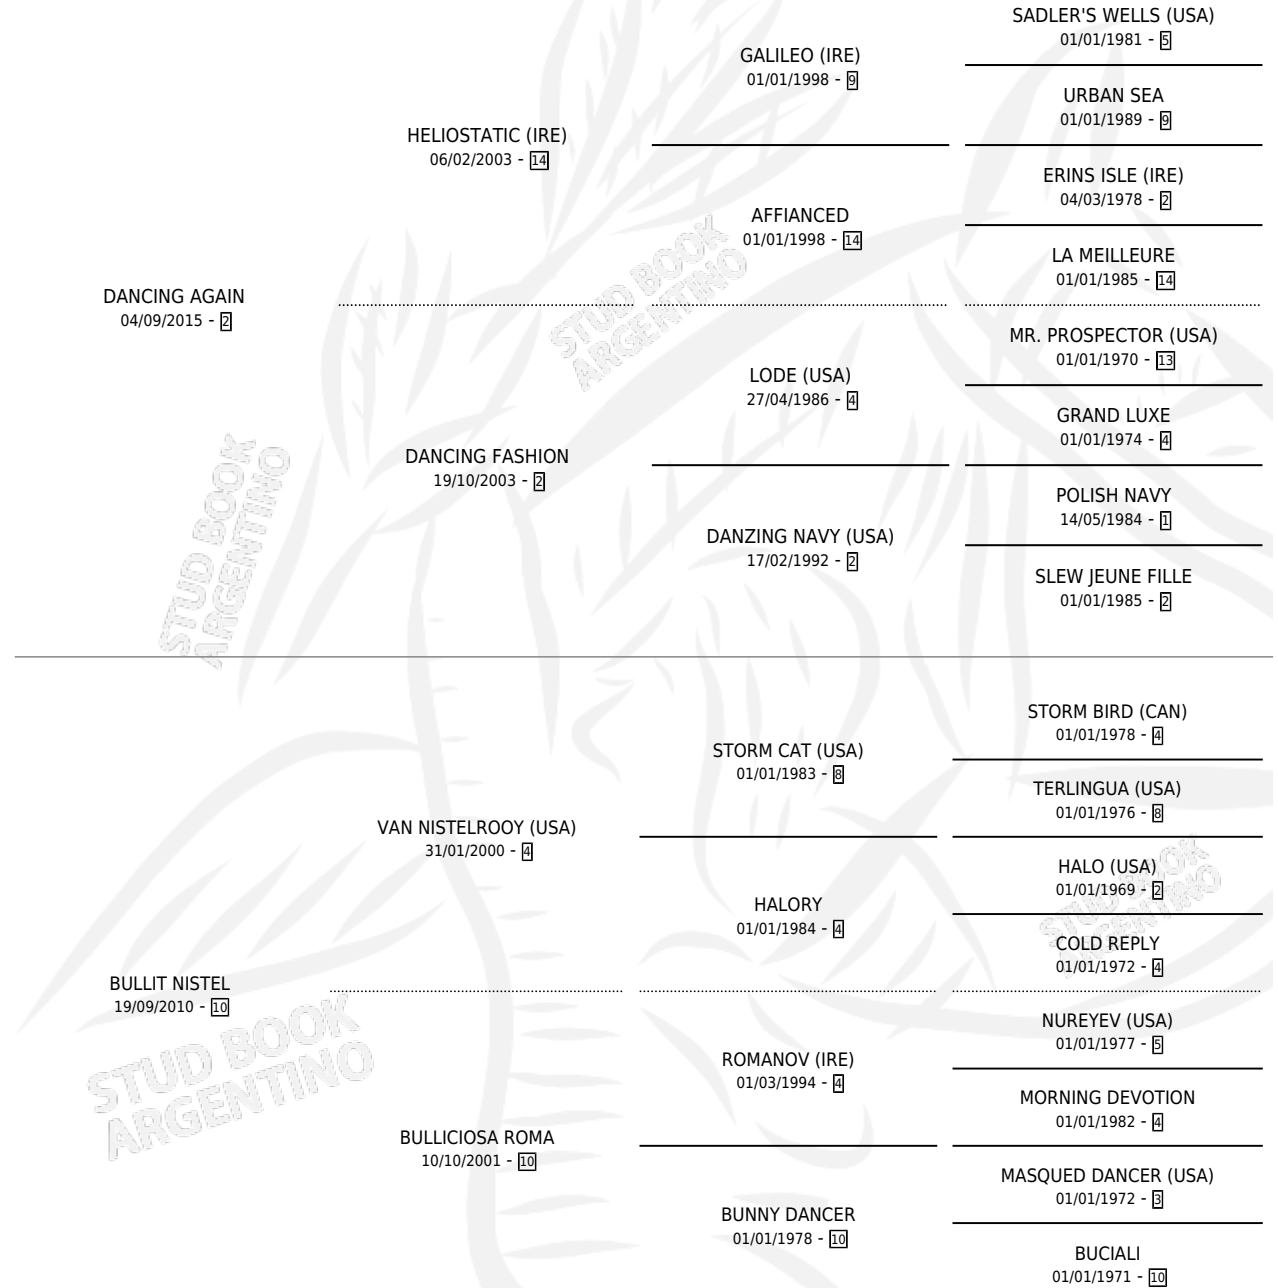 SADLER'S WELLS (USA)
01/01/1981 - 5
GALILEO (IRE)
01/01/1998 - 9
URBAN SEA
01/01/1989 - 9
HELIOSTATIC (IRE)
06/02/2003 - 14
ERINS ISLE (IRE)
04/03/1978 - 2
AFFIANCED
01/01/1998 - 14
LA MEILLEURE
01/01/1985 - 14
DANCING AGAIN
04/09/2015 - 2
MR. PROSPECTOR (USA)
01/01/1970 - 13
LODE (USA)
27/04/1986 - 4
GRAND LUXE
01/01/1974 - 4
DANCING FASHION
19/10/2003 - 2
POLISH NAVY
14/05/1984 - 1
DANZING NAVY (USA)
17/02/1992 - 2
SLEW JEUNE FILLE
01/01/1985 - 2
STUD BOOK
ARGENTINO
STUD BOOK
ARGENTINO
STORM BIRD (CAN)
01/01/1978 - 4
STORM CAT (USA)
01/01/1983 - 8
TERLINGUA (USA)
01/01/1976 - 8
VAN NISTELROOY (USA)
31/01/2000 - 4
HALO (USA)
01/01/1969 - 2
HALORY
01/01/1984 - 4
COLD REPLY
01/01/1972 - 4
BULLIT NISTEL
19/09/2010 - 10
NUREYEV (USA)
01/01/1977 - 5
ROMANOV (IRE)
01/03/1994 - 4
MORNING DEVOTION
01/01/1982 - 4
BULLICIOSA ROMA
10/10/2001 - 10
MASQUED DANCER (USA)
01/01/1972 - 3
BUNNY DANCER
01/01/1978 - 10
BUCIALI
01/01/1971 - 10
STUD BOOK
ARGENTINO
STUD BOOK
ARGENTINO